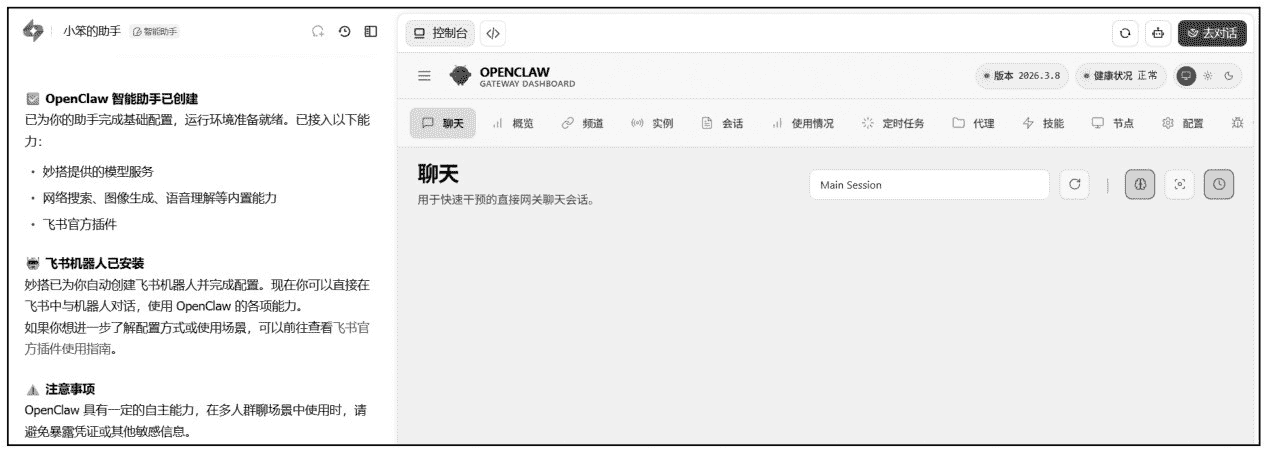 小笨的助手 智能助手
OpenClaw 智能助手已创建
已为你的助手完成基础配置，运行环境准备就绪。已接入以下能
力：
• 妙搭提供的模型服务
• 网络搜索、图像生成、语音理解等内置能力
• 飞书官方插件
飞书机器人已安装
妙搭已为你自动创建飞书机器人并完成配置。现在你可以直接在
飞书中与机器人对话，使用 OpenClaw 的各项能力。
如果你想进一步了解配置方式或使用场景，可以前往查看飞书官
方插件使用指南。
注意事项
OpenClaw 具有一定的自主能力，在多人群聊场景中使用时，请
避免暴露凭证或其他敏感信息。
控制台 去对话
OPENCLAW
GATEWAY DASHBOARD
版本 2026.3.8 健康状况 正常
聊天 概览 频道 实例 会话 使用情况 定时任务 代理 技能 节点 配置
聊天
用于快速干预的直接网关聊天会话。
Main Session